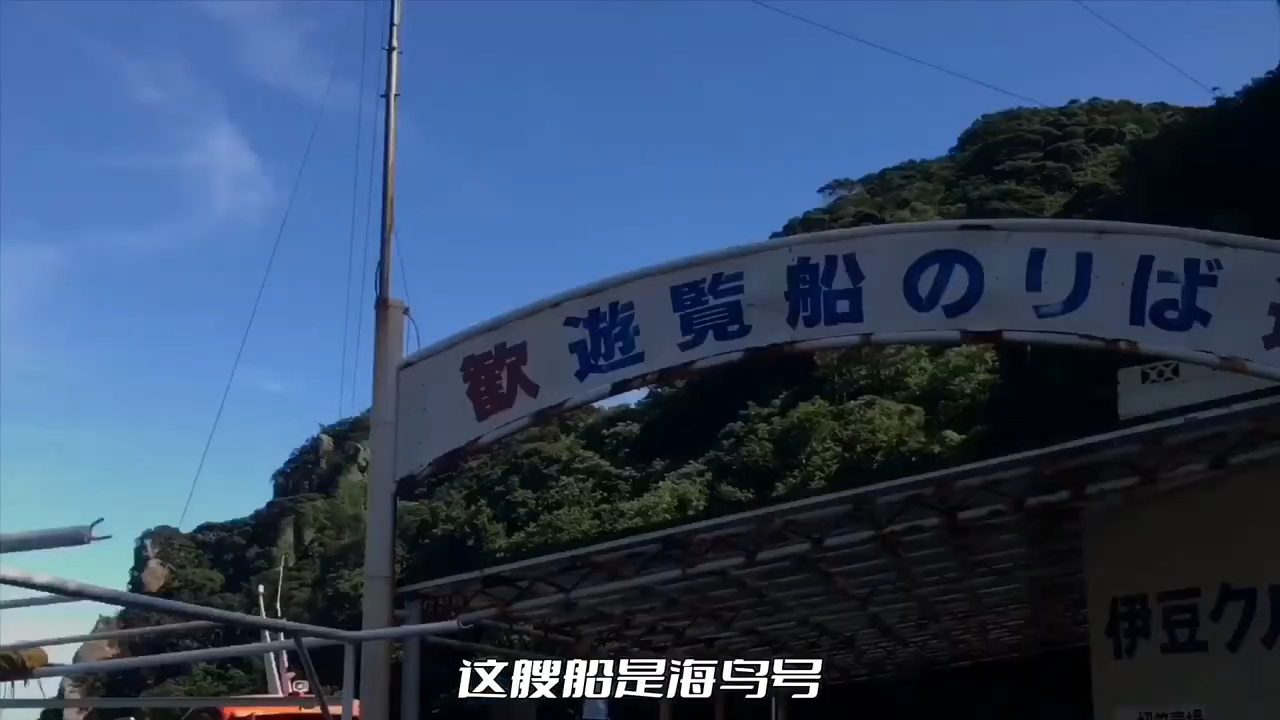 歓 遊覧船のりば
伊豆ク
这艘船是海鸟号